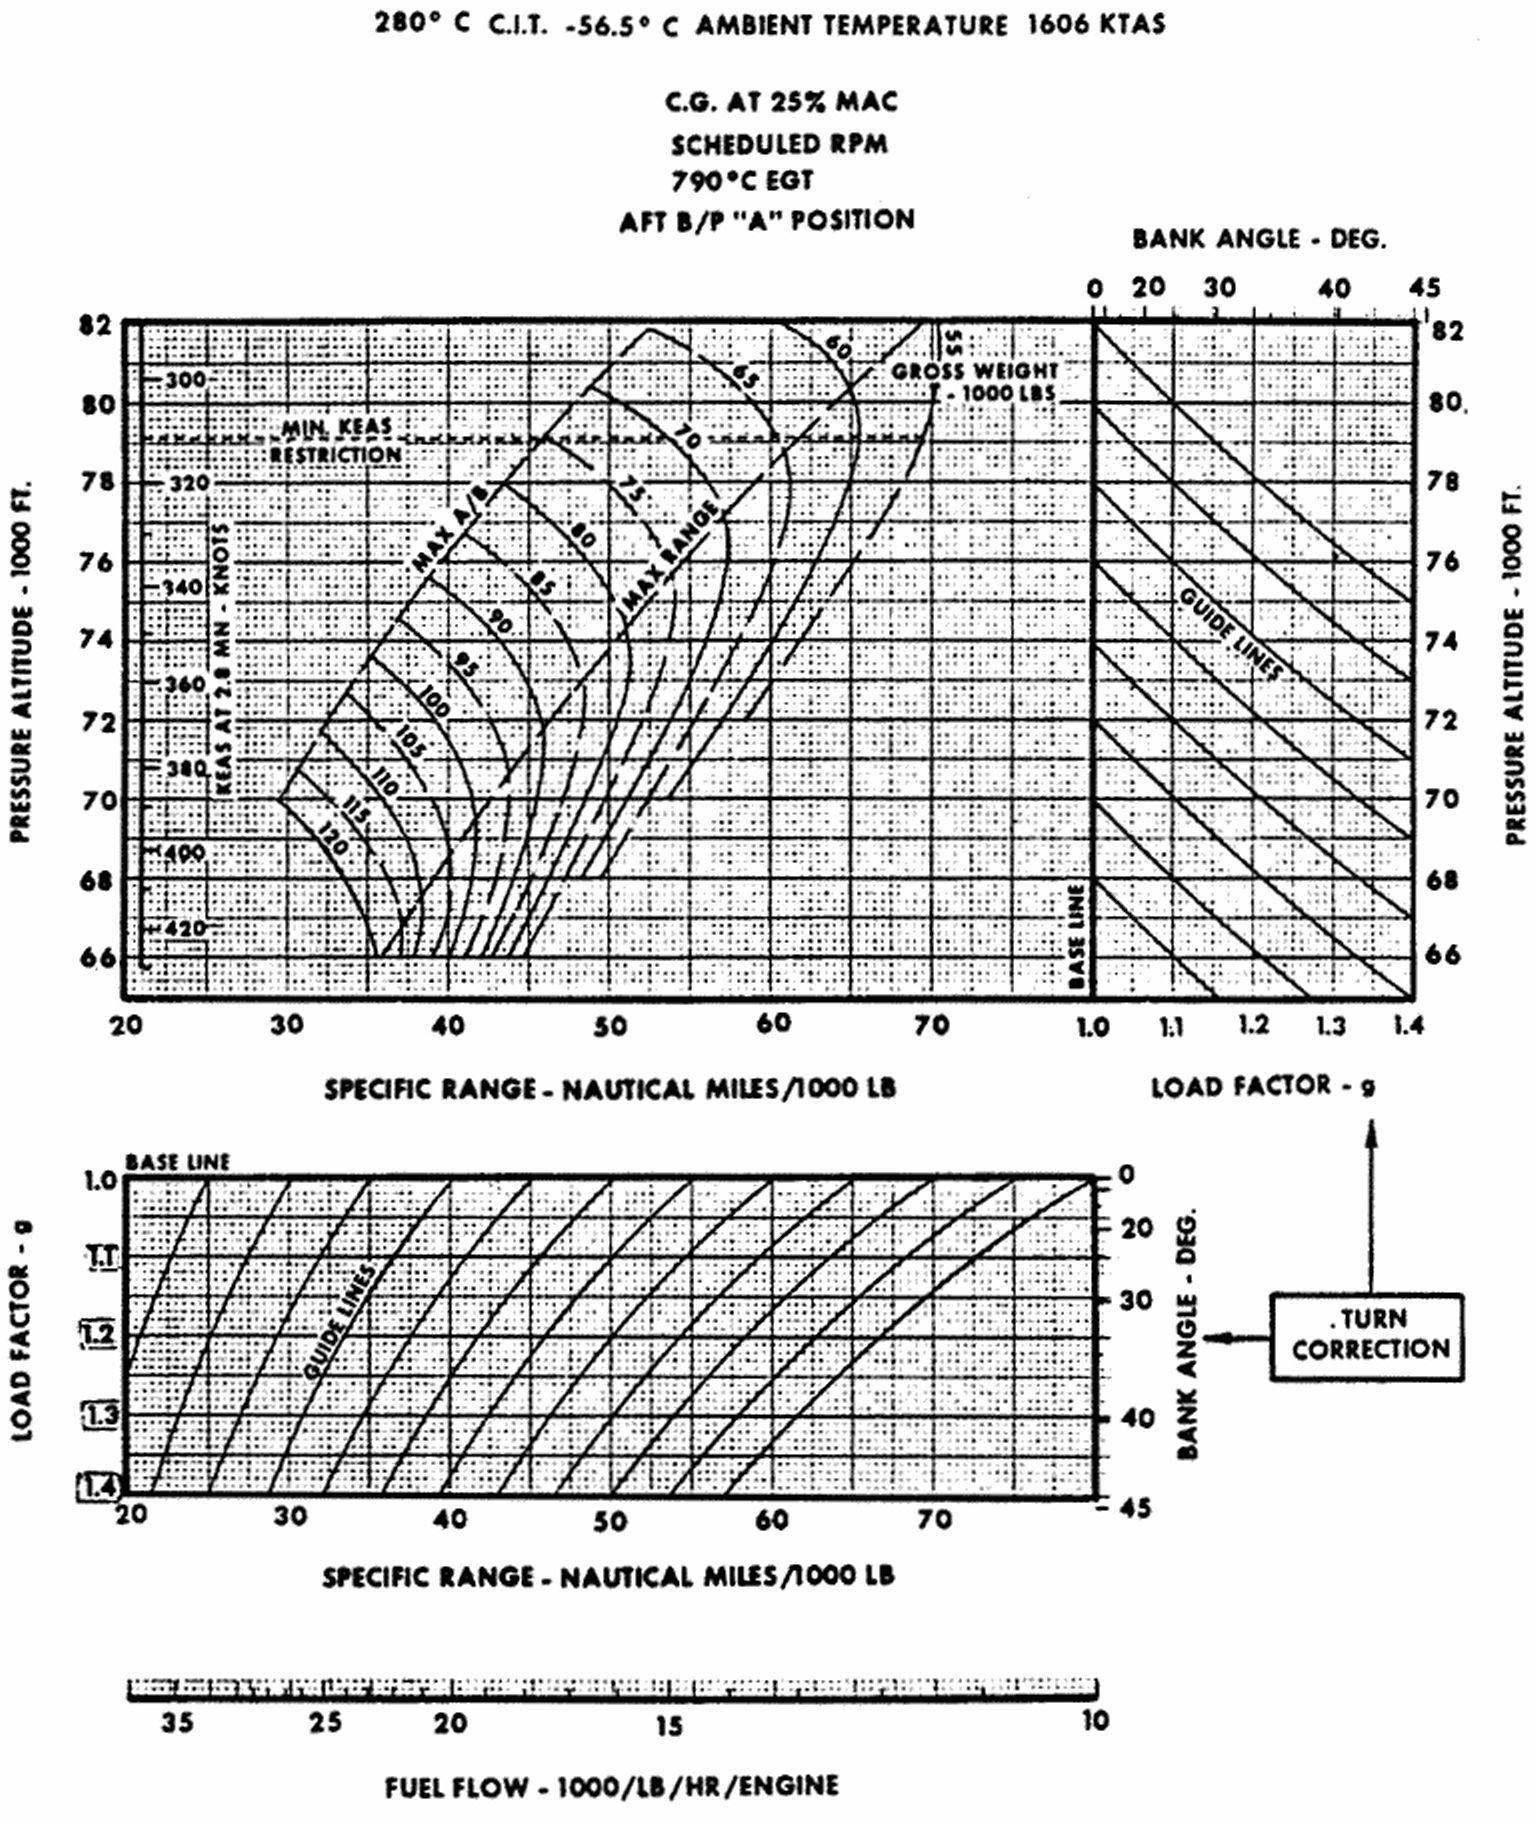 280° C C.I.T. -56.5° C AMBIENT TEMPERATURE 1606 KTAS
C.G. AT 25% MAC
SCHEDULED RPM
790°C EGT
AFT B/P "A" POSITION
BANK ANGLE - DEG.
0 20 30 40 45
82
80
78
76
74
72
70
68
66
PRESSURE ALTITUDE - 1000 FT.
300
320
340
360
380
400
420
KEAS AT 2.8 MN - KNOTS
MIN. KEAS
RESTRICTION
MAX A/B
MAX RANGE
GROSS WEIGHT
- 1000 LBS
55
60
65
70
75
80
85
90
95
100
105
110
115
120
BASE LINE
GUIDE LINES
82
80
78
76
74
72
70
68
66
PRESSURE ALTITUDE - 1000 FT.
20 30 40 50 60 70 1.0 1.1 1.2 1.3 1.4
SPECIFIC RANGE - NAUTICAL MILES/1000 LB
LOAD FACTOR - g
BASE LINE
1.0
1.1
1.2
1.3
1.4
LOAD FACTOR - g
GUIDE LINES
0
20
30
40
45
BANK ANGLE - DEG.
.TURN
CORRECTION
20 30 40 50 60 70
SPECIFIC RANGE - NAUTICAL MILES/1000 LB
35 25 20 15 10
FUEL FLOW - 1000/LB/HR/ENGINE